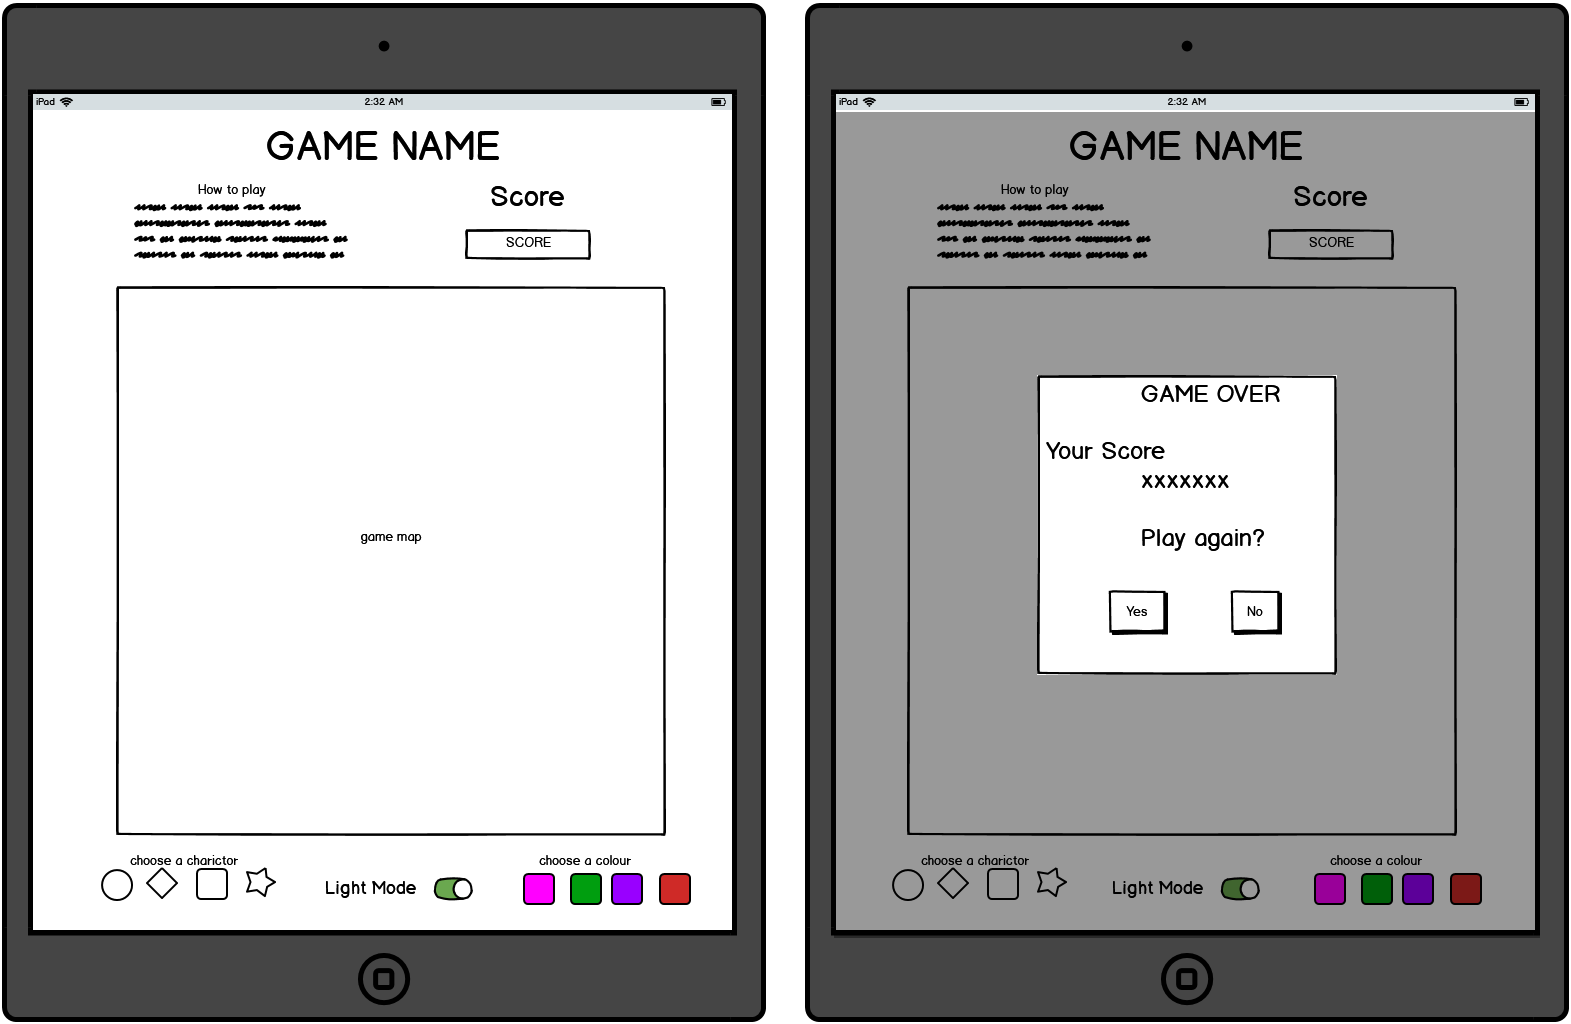 iPad
2:32 AM
GAME NAME
How to play
Score
SCORE
game map
choose a charictor
Light Mode
choose a colour
iPad
2:32 AM
GAME NAME
How to play
Score
SCORE
GAME OVER
Your Score
xxxxxxx
Play again?
Yes
No
choose a charictor
Light Mode
choose a colour